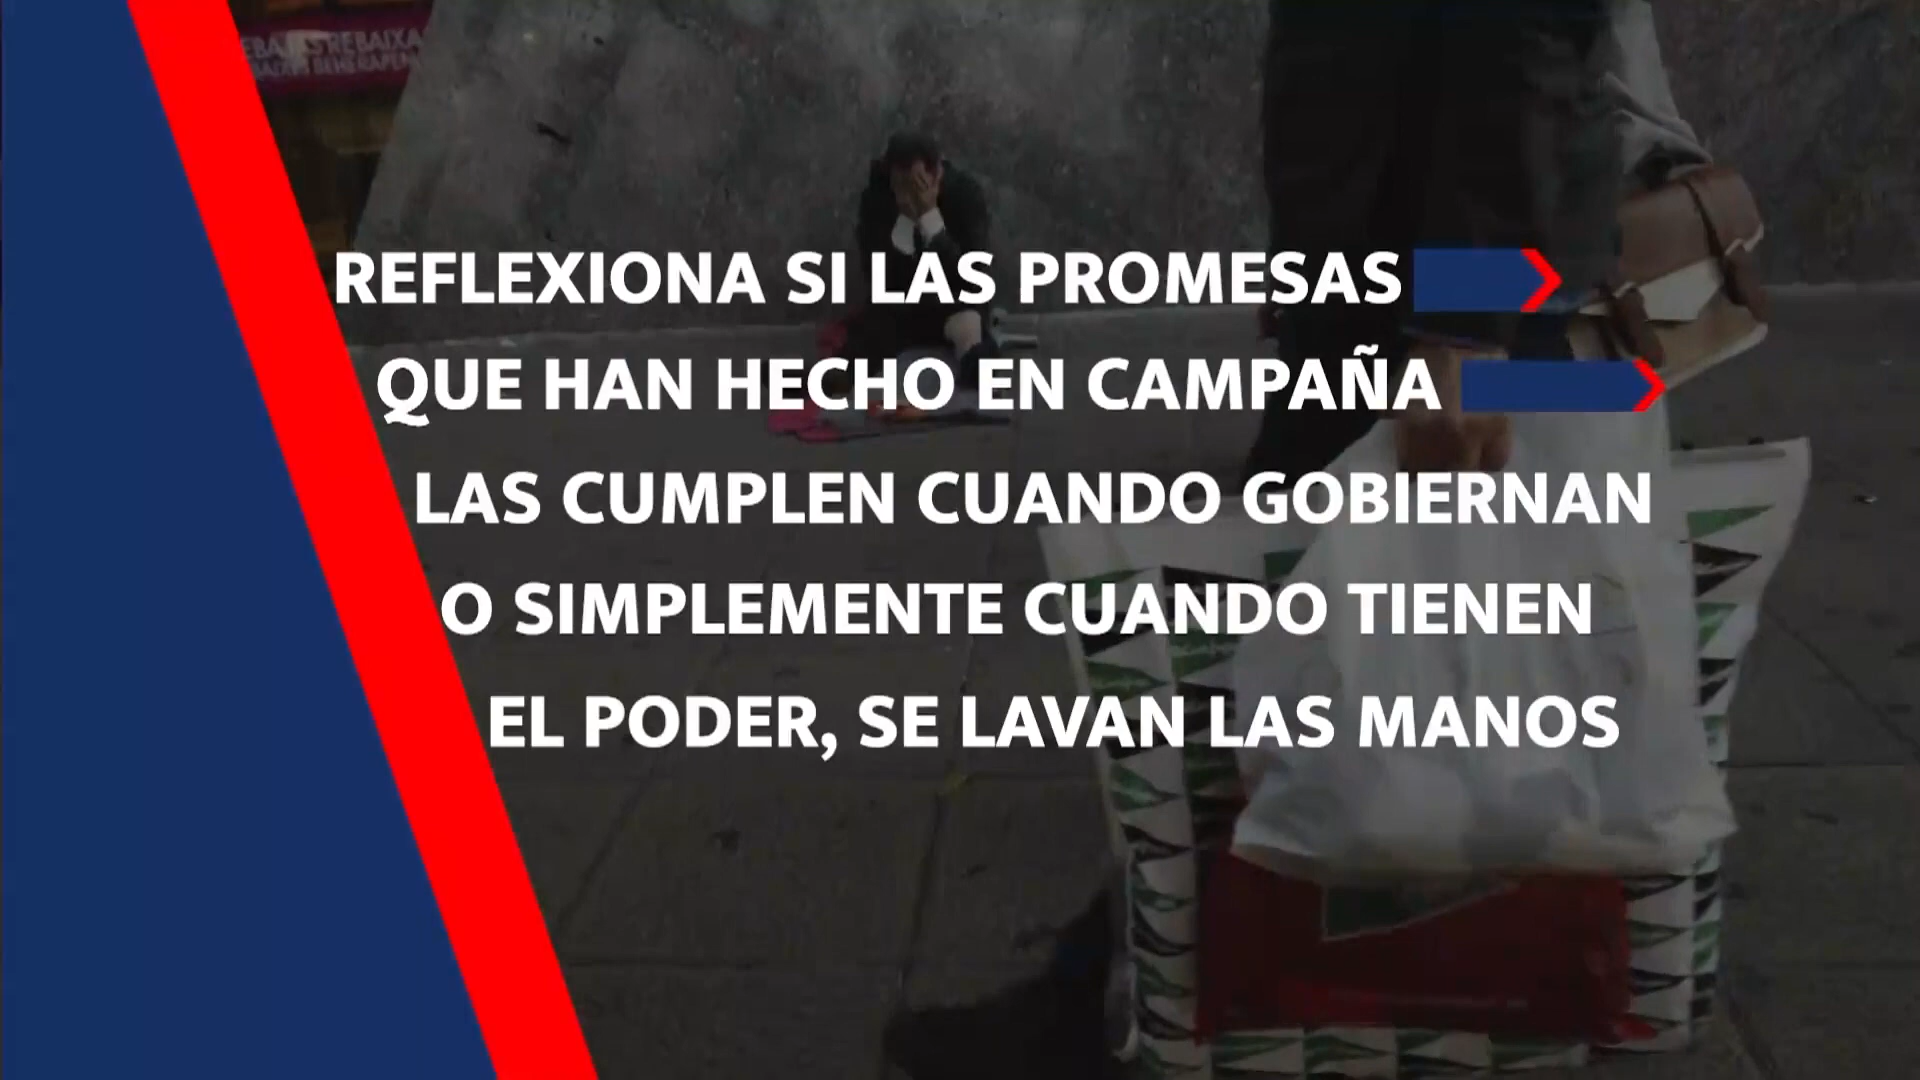 REBAIXA
REFLEXIONA SI LAS PROMESAS
QUE HAN HECHO EN CAMPAÑA
LAS CUMPLEN CUANDO GOBIERNAN
O SIMPLEMENTE CUANDO TIENEN
EL PODER, SE LAVAN LAS MANOS